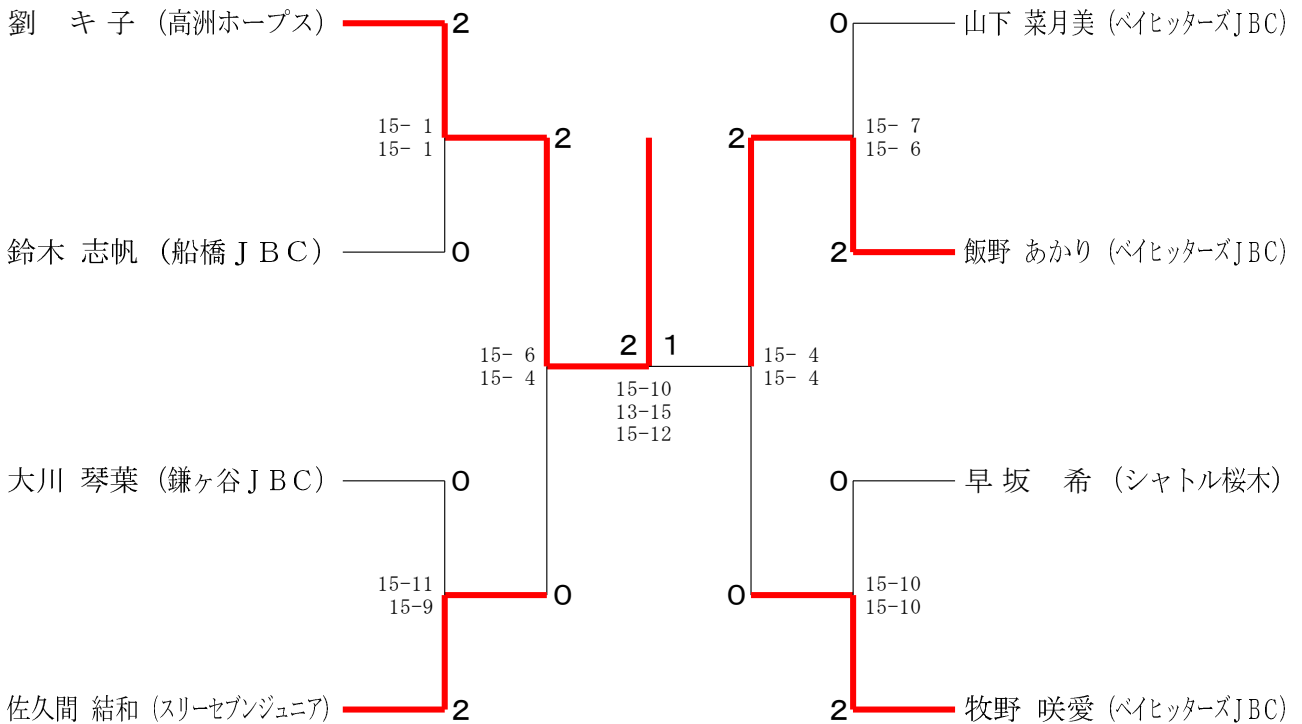 劉　キ 子 （高洲ホープス） 2 0 山下 菜月美 (ベイヒッターズJBC)
15- 1 2 2 15- 7
15- 1 15- 6
鈴木 志帆 （船橋ＪＢＣ） 0 2 飯野 あかり (ベイヒッターズJBC)
15- 6 2 1 15- 4
15- 4 15- 4
15-10
13-15
15-12
大川 琴葉 （鎌ヶ谷ＪＢＣ） 0 0 早 坂　希 （シャトル桜木）
15-11 0 0 15-10
15-9 15-10
佐久間 結和 (スリーセブンジュニア) 2 2 牧野 咲愛 (ベイヒッターズJBC)